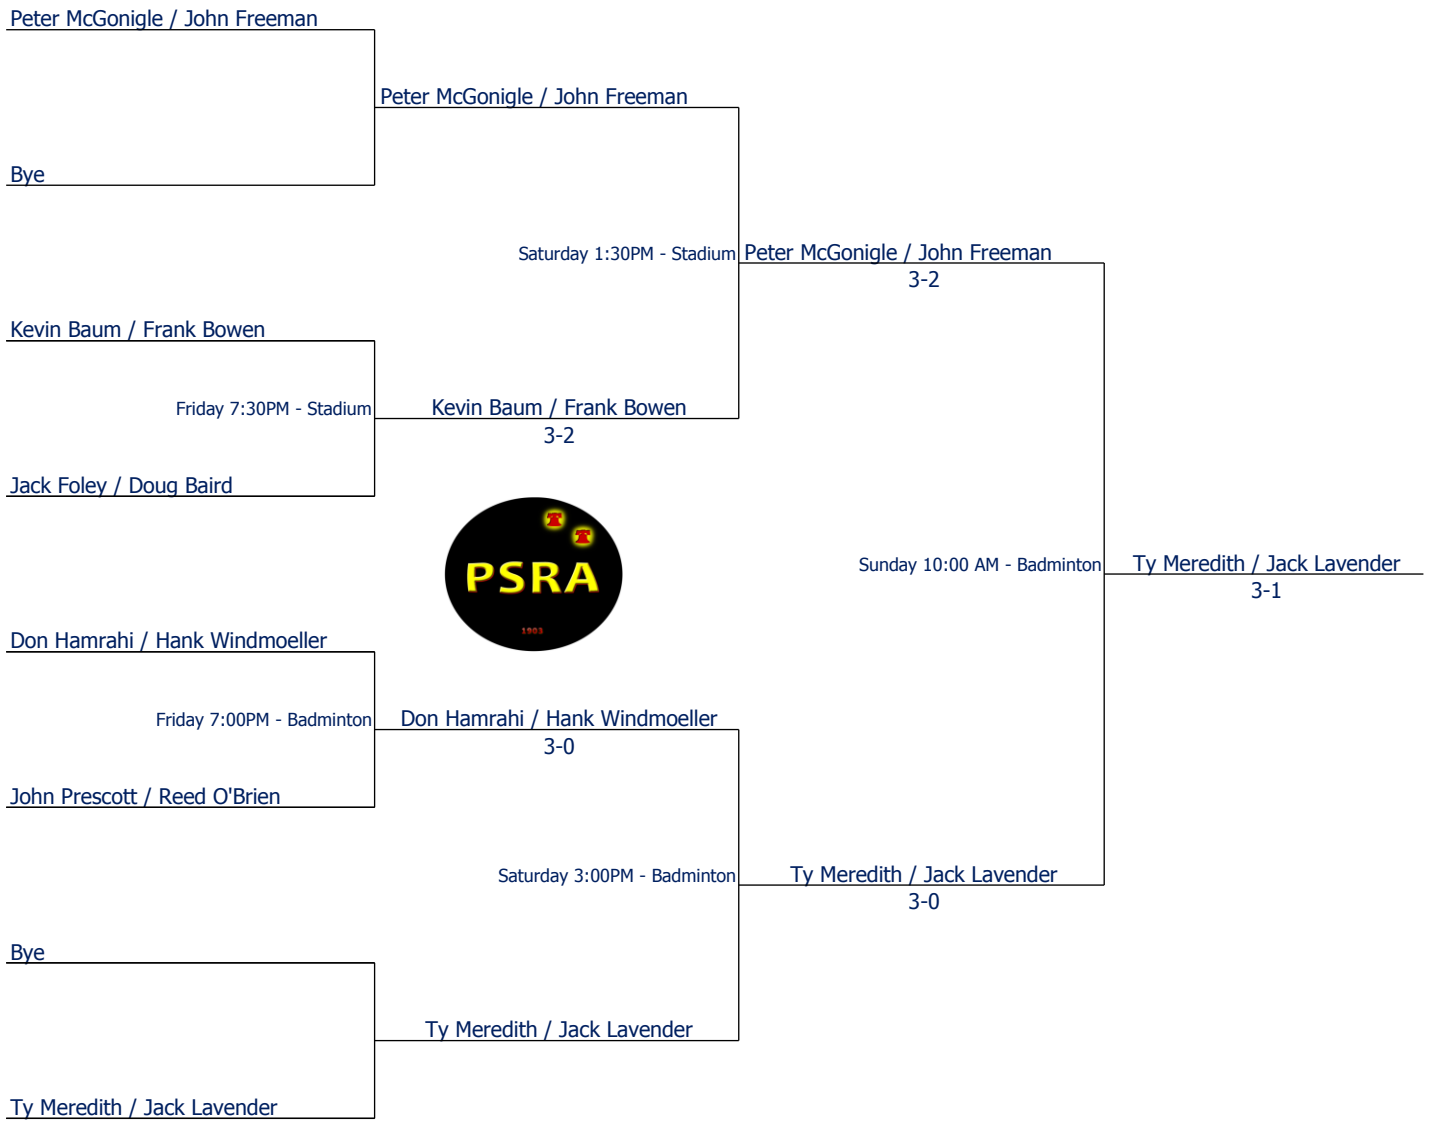 Peter McGonigle / John Freeman
Peter McGonigle / John Freeman
Bye
Saturday 1:30PM - Stadium
Peter McGonigle / John Freeman
3-2
Kevin Baum / Frank Bowen
Friday 7:30PM - Stadium
Kevin Baum / Frank Bowen
3-2
Jack Foley / Doug Baird
PSRA
1903
Sunday 10:00 AM - Badminton
Ty Meredith / Jack Lavender
3-1
Don Hamrahi / Hank Windmoeller
Friday 7:00PM - Badminton
Don Hamrahi / Hank Windmoeller
3-0
John Prescott / Reed O'Brien
Saturday 3:00PM - Badminton
Ty Meredith / Jack Lavender
3-0
Bye
Ty Meredith / Jack Lavender
Ty Meredith / Jack Lavender